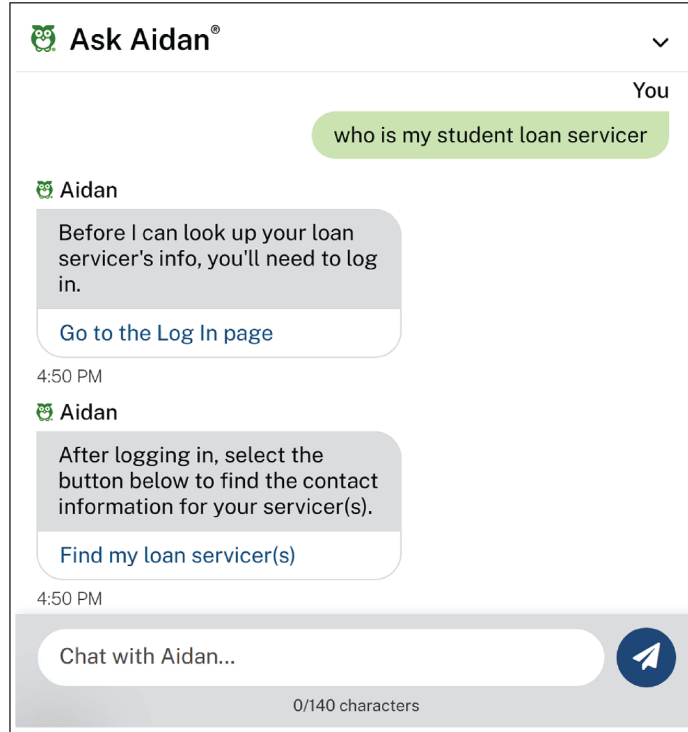 Ask Aidan®
You
who is my student loan servicer
Aidan
Before I can look up your loan
servicer's info, you'll need to log
in.
Go to the Log In page
4:50 PM
Aidan
After logging in, select the
button below to find the contact
information for your servicer(s).
Find my loan servicer(s)
4:50 PM
Chat with Aidan...
0/140 characters